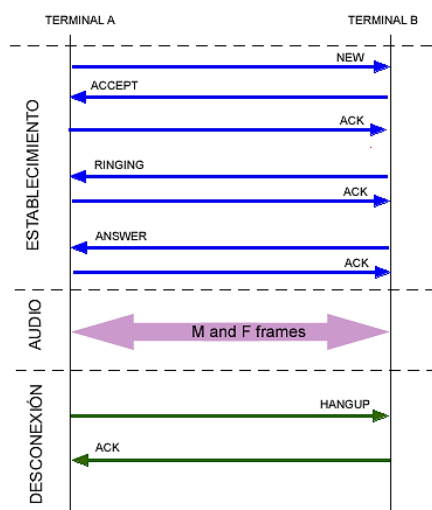 TERMINAL A
TERMINAL B
NEW
ACCEPT
ACK
RINGING
ACK
ANSWER
ACK
ESTABLECIMIENTO
M and F frames
AUDIO
HANGUP
ACK
DESCONEXIÓN